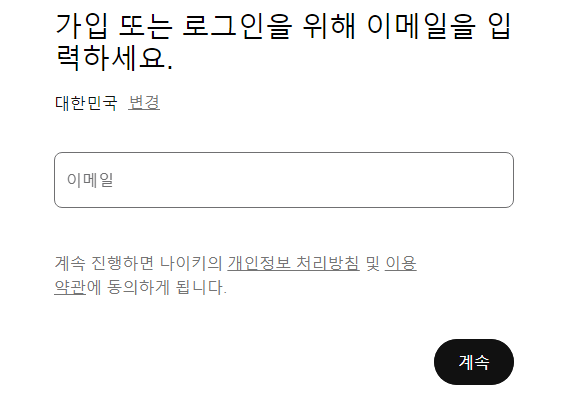 가입 또는 로그인을 위해 이메일을 입
력하세요.
대한민국 변경
이메일
계속 진행하면 나이키의 개인정보 처리방침 및 이용
약관에 동의하게 됩니다.
계속